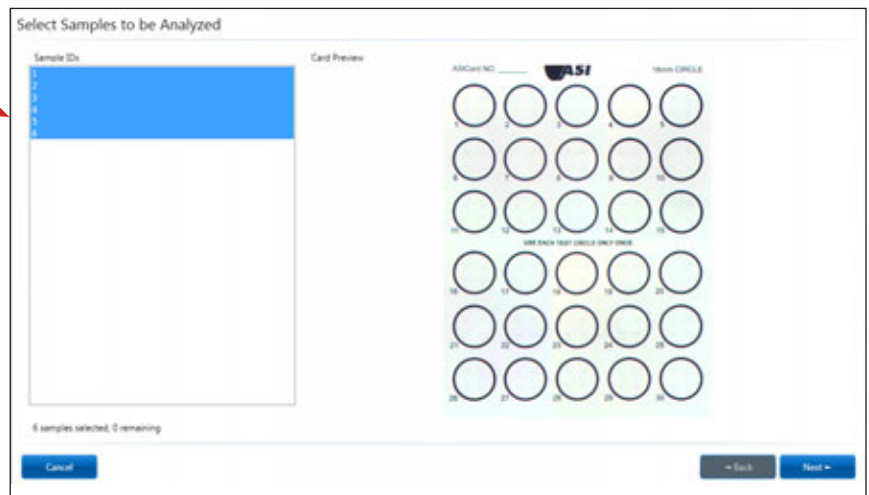 Select Samples to be Analyzed
Sample IDs
Card Preview
1
2
3
4
5
6
ASiCard NO. ______ ASI 18mm CIRCLE
1 2 3 4 5
6 7 8 9 10
11 12 13 14 15
USE EACH TEST CIRCLE ONLY ONCE
16 17 18 19 20
21 22 23 24 25
26 27 28 29 30
6 samples selected, 0 remaining
Cancel
Back
Next